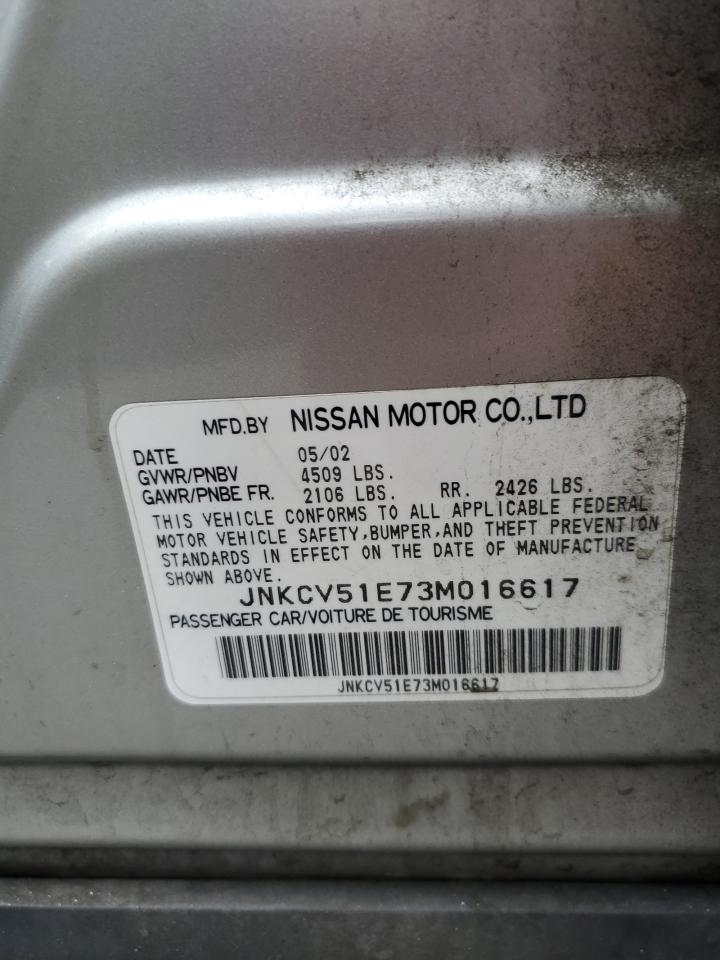 MFD.BY NISSAN MOTOR CO.,LTD
DATE 05/02
GVWR/PNBV 4509 LBS.
GAWR/PNBE FR. 2106 LBS. RR. 2426 LBS.
THIS VEHICLE CONFORMS TO ALL APPLICABLE FEDERAL
MOTOR VEHICLE SAFETY,BUMPER,AND THEFT PREVENTION
STANDARDS IN EFFECT ON THE DATE OF MANUFACTURE
SHOWN ABOVE.
JNKCV51E73M016617
PASSENGER CAR/VOITURE DE TOURISME
JNKCV51E73M016617